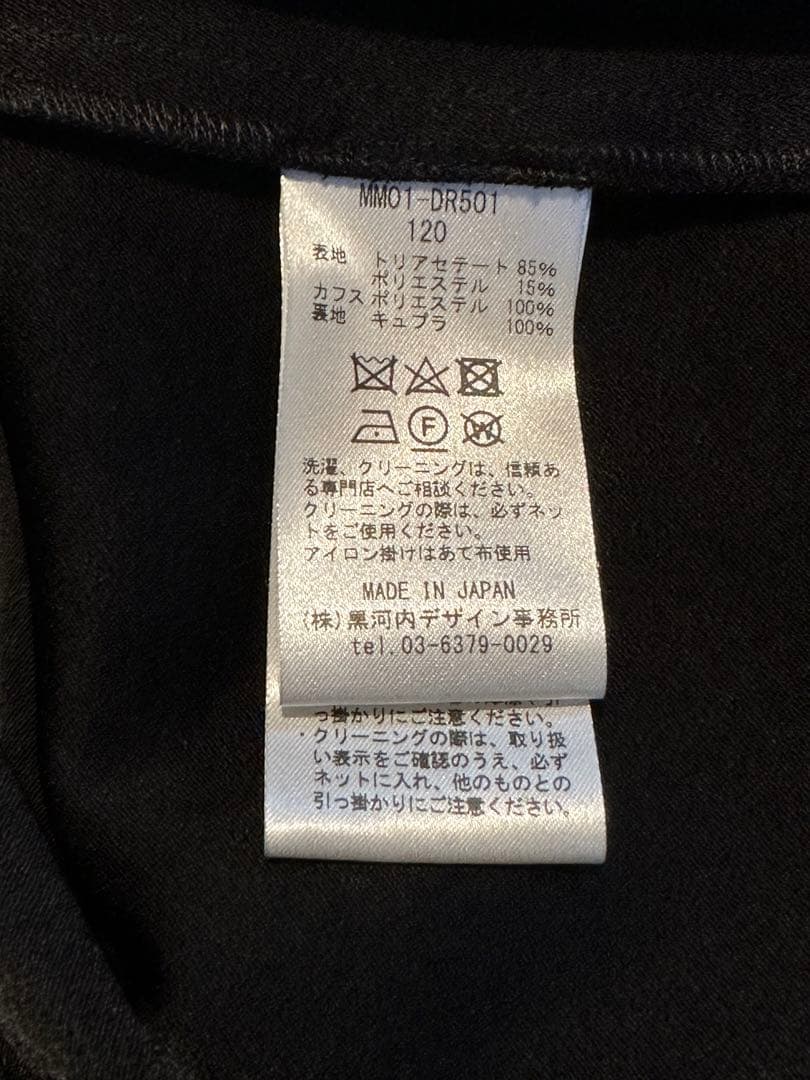 MM01-DR501
120
表地 トリアセテート 85%
ポリエステル 15%
カフス ポリエステル 100%
裏地 キュプラ 100%
F W
洗濯、クリーニングは、信頼あ
る専門店へご相談ください。
クリーニングの際は、必ずネッ
トをご使用ください。
アイロン掛けはあて布使用
MADE IN JAPAN
(株)黒河内デザイン事務所
tel.03-6379-0029
っ掛かりにご注意ください。
・クリーニングの際は、取り扱
い表示をご確認のうえ、必ず
ネットに入れ、他のものとの
引っ掛かりにご注意ください。